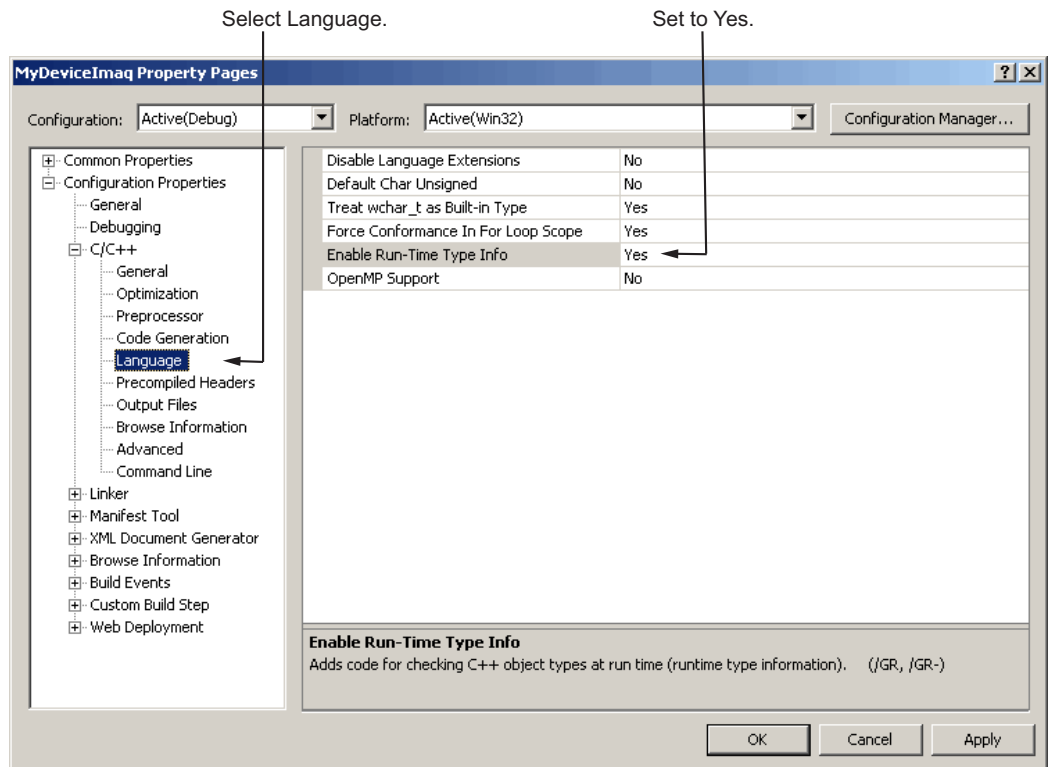 Select Language.
Set to Yes.
MyDeviceImaq Property Pages
Configuration: Active(Debug) Platform: Active(Win32) Configuration Manager...
Common Properties
Configuration Properties
General
Debugging
C/C++
General
Optimization
Preprocessor
Code Generation
Language
Precompiled Headers
Output Files
Browse Information
Advanced
Command Line
Linker
Manifest Tool
XML Document Generator
Browse Information
Build Events
Custom Build Step
Web Deployment
Disable Language Extensions No
Default Char Unsigned No
Treat wchar_t as Built-in Type Yes
Force Conformance In For Loop Scope Yes
Enable Run-Time Type Info Yes
OpenMP Support No
Enable Run-Time Type Info
Adds code for checking C++ object types at run time (runtime type information). (/GR, /GR-)
OK Cancel Apply